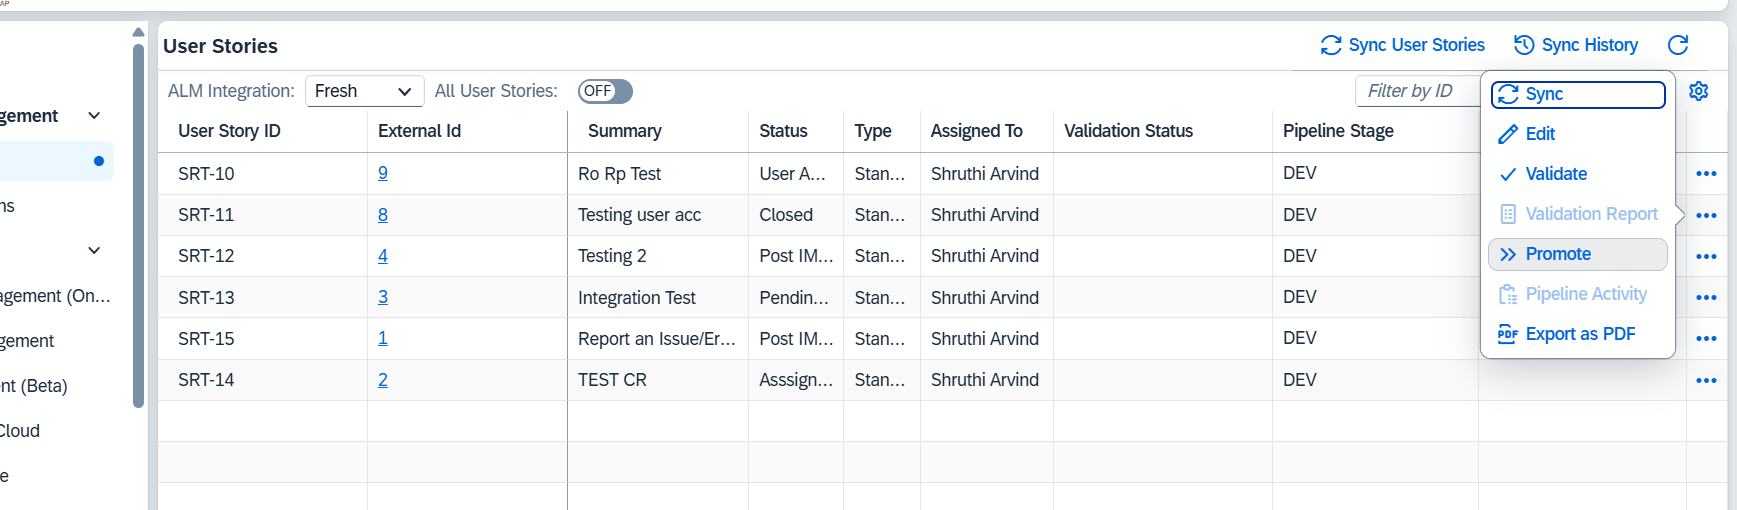 AP
User Stories
Sync User Stories
Sync History
ALM Integration:
Fresh
All User Stories:
OFF
Filter by ID
User Story ID
External Id
Summary
Status
Type
Assigned To
Validation Status
Pipeline Stage
SRT-10
9
Ro Rp Test
User A...
Stan...
Shruthi Arvind
DEV
SRT-11
8
Testing user acc
Closed
Stan...
Shruthi Arvind
DEV
SRT-12
4
Testing 2
Post IM...
Stan...
Shruthi Arvind
DEV
SRT-13
3
Integration Test
Pendin...
Stan...
Shruthi Arvind
DEV
SRT-15
1
Report an Issue/Er...
Post IM...
Stan...
Shruthi Arvind
DEV
SRT-14
2
TEST CR
Asssign...
Stan...
Shruthi Arvind
DEV
Sync
Edit
Validate
Validation Report
Promote
Pipeline Activity
PDF Export as PDF
gement
ns
agement (On...
gement
nt (Beta)
Cloud
e